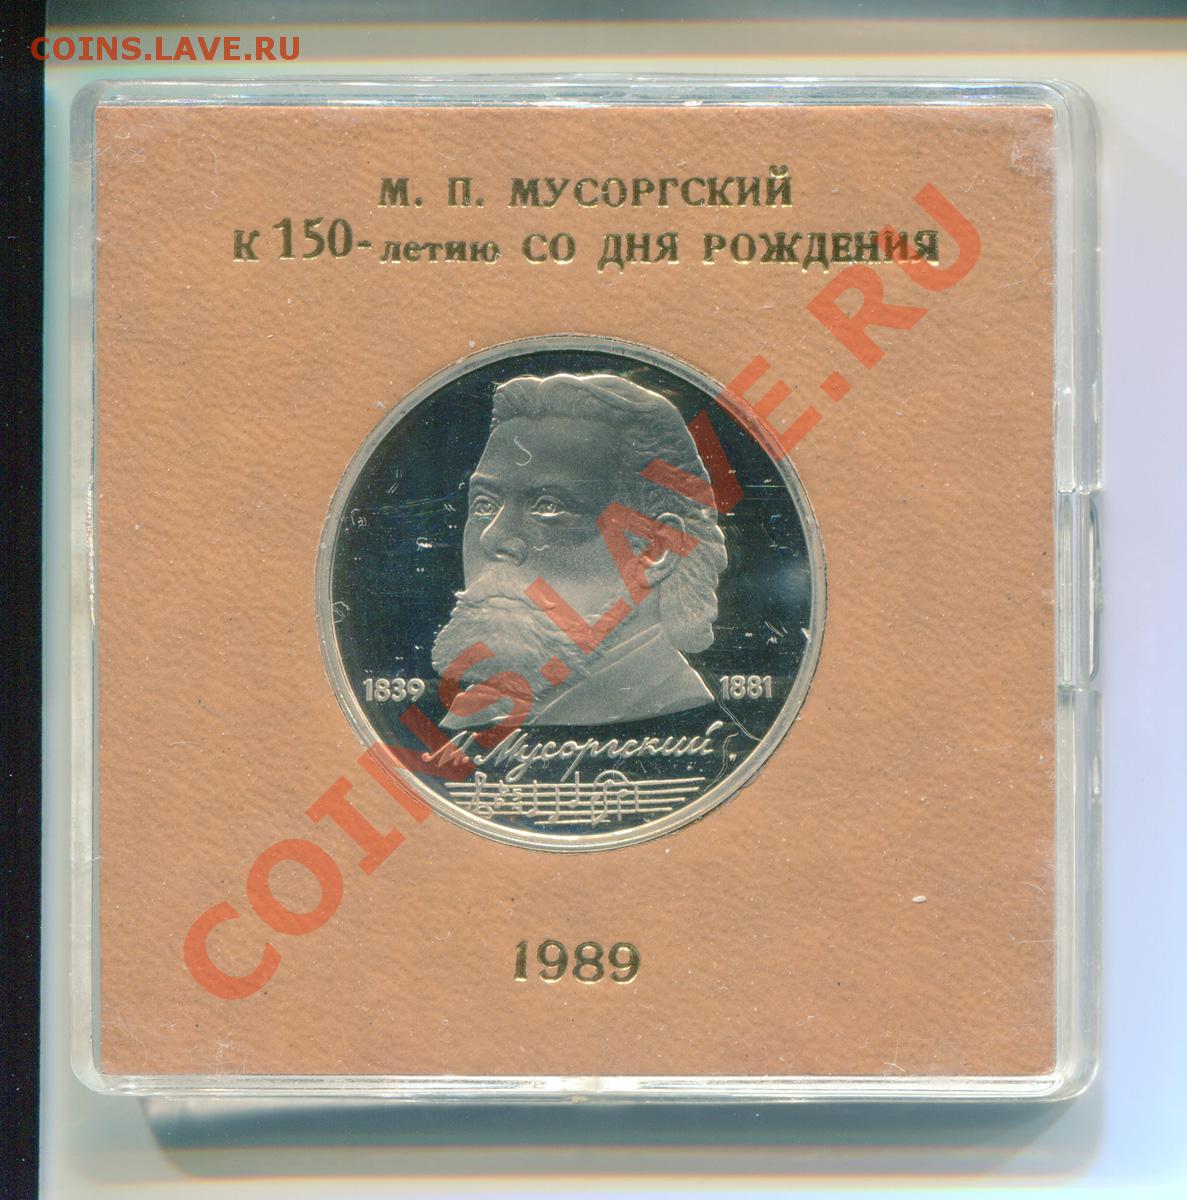 COINS.LAVE.RU
М. П. МУСОРГСКИЙ
К 150-летию СО ДНЯ РОЖДЕНИЯ
COINS.LAVE.RU
1839
1881
М. Мусоргский.
1989